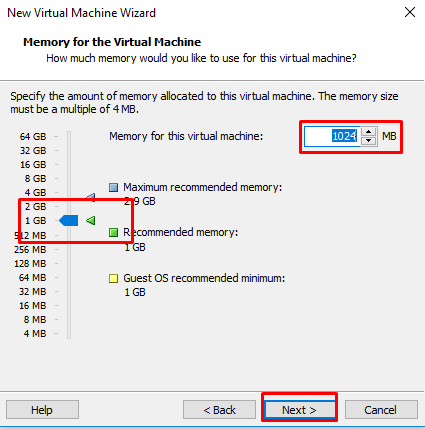 New Virtual Machine Wizard
Memory for the Virtual Machine
How much memory would you like to use for this virtual machine?
Specify the amount of memory allocated to this virtual machine. The memory size
must be a multiple of 4 MB.
64 GB
32 GB
16 GB
8 GB
4 GB
2 GB
1 GB
512 MB
256 MB
128 MB
64 MB
32 MB
16 MB
8 MB
4 MB
Memory for this virtual machine:
1024
MB
Maximum recommended memory:
2.9 GB
Recommended memory:
1 GB
Guest OS recommended minimum:
1 GB
Help
< Back
Next >
Cancel